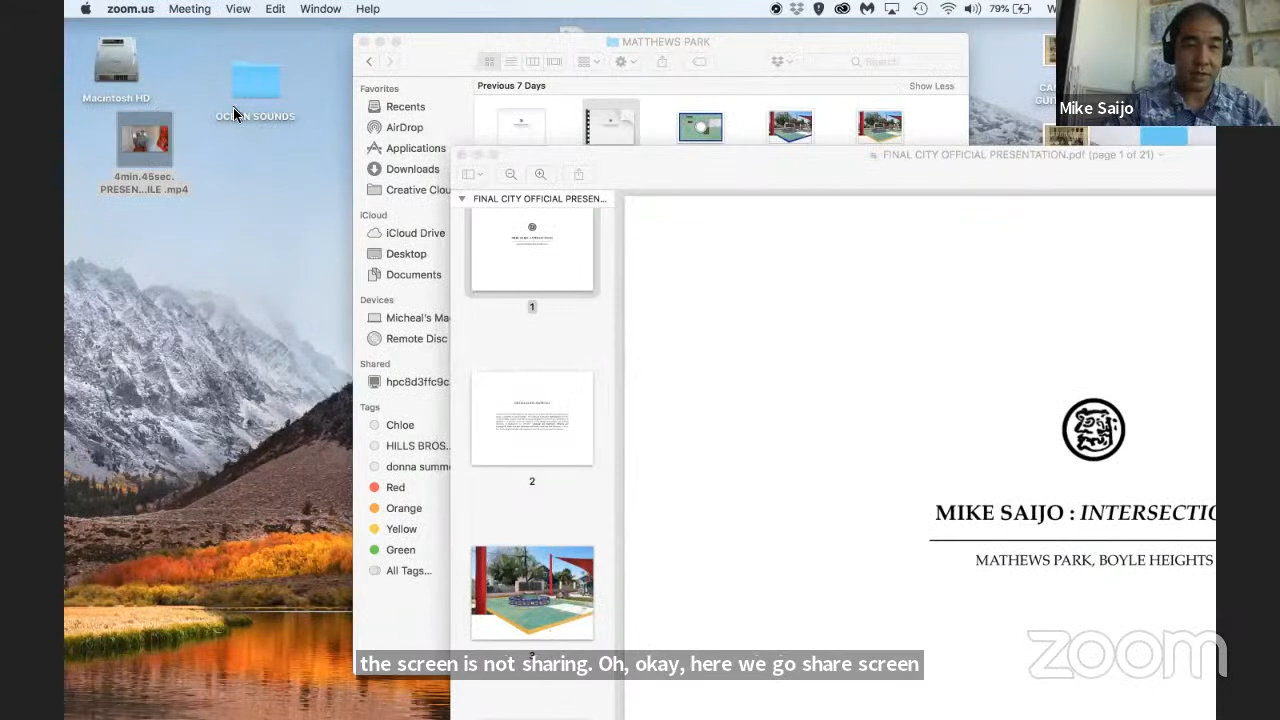 zoom.us Meeting View Edit Window Help
79%
Mike Saijo
Macintosh HD
OCEAN SOUNDS
4min.45sec.
PRESEN...ILE .mp4
MATTHEWS PARK
Search
Previous 7 Days
Show Less
Favorites
Recents
AirDrop
Applications
Downloads
Creative Clou
iCloud
iCloud Drive
Desktop
Documents
Devices
Micheal's Ma
Remote Disc
Shared
hpc8d3ffc9c
Tags
Chloe
HILLS BROS..
donna summ
Red
Orange
Yellow
Green
All Tags...
FINAL CITY OFFICIAL PRESENTATION.pdf (page 1 of 21)
FINAL CITY OFFICIAL PRESEN...
1
2
MIKE SAIJO : INTERSECTIO
MATHEWS PARK, BOYLE HEIGHTS
the screen is not sharing. Oh, okay, here we go share screen
zoom